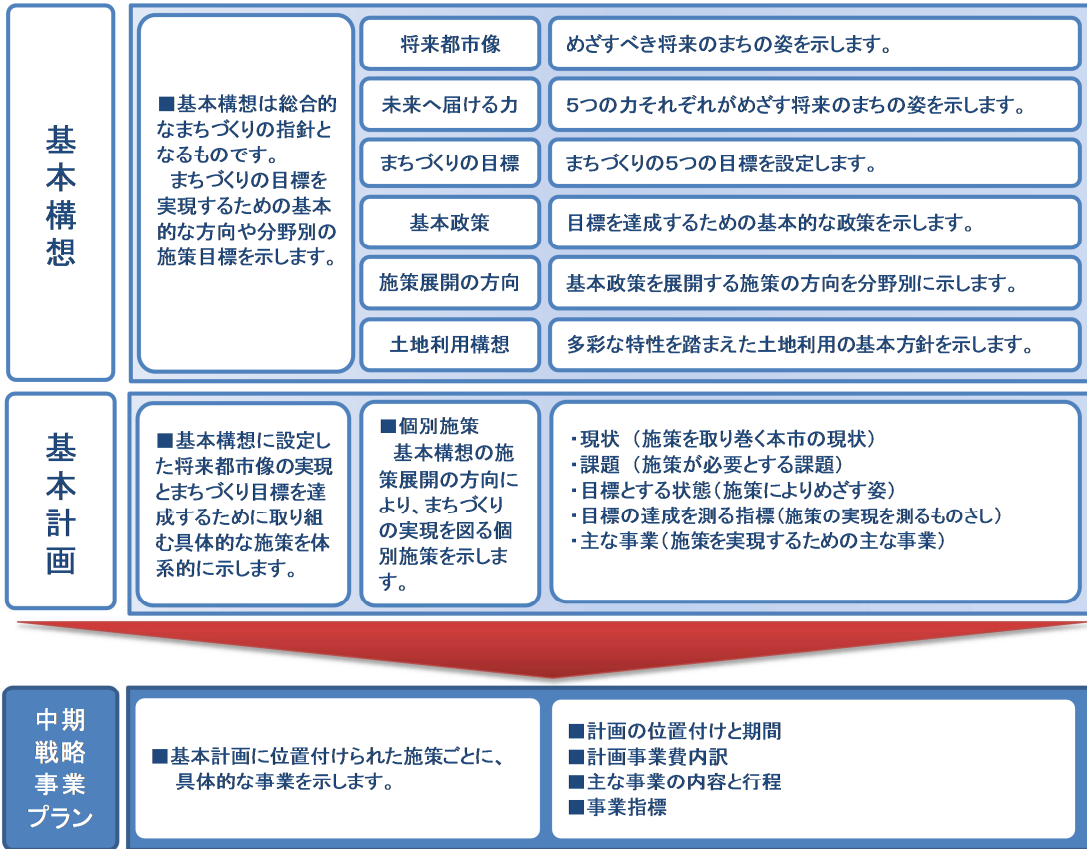 基本構想
■基本構想は総合的
なまちづくりの指針と
なるものです。
まちづくりの目標を
実現するための基本
的な方向や分野別の
施策目標を示します。
将来都市像
めざすべき将来のまちの姿を示します。
未来へ届ける力
5つの力それぞれがめざす将来のまちの姿を示します。
まちづくりの目標
まちづくりの5つの目標を設定します。
基本政策
目標を達成するための基本的な政策を示します。
施策展開の方向
基本政策を展開する施策の方向を分野別に示します。
土地利用構想
多彩な特性を踏まえた土地利用の基本方針を示します。
基本計画
■基本構想に設定し
た将来都市像の実現
とまちづくり目標を達
成するために取り組
む具体的な施策を体
系的に示します。
■個別施策
基本構想の施
策展開の方向に
より、まちづくり
の実現を図る個
別施策を示しま
す。
・現状 (施策を取り巻く本市の現状)
・課題 (施策が必要とする課題)
・目標とする状態(施策によりめざす姿)
・目標の達成を測る指標(施策の実現を測るものさし)
・主な事業(施策を実現するための主な事業)
中期
戦略
事業
プラン
■基本計画に位置付けられた施策ごとに、
具体的な事業を示します。
■計画の位置付けと期間
■計画事業費内訳
■主な事業の内容と行程
■事業指標